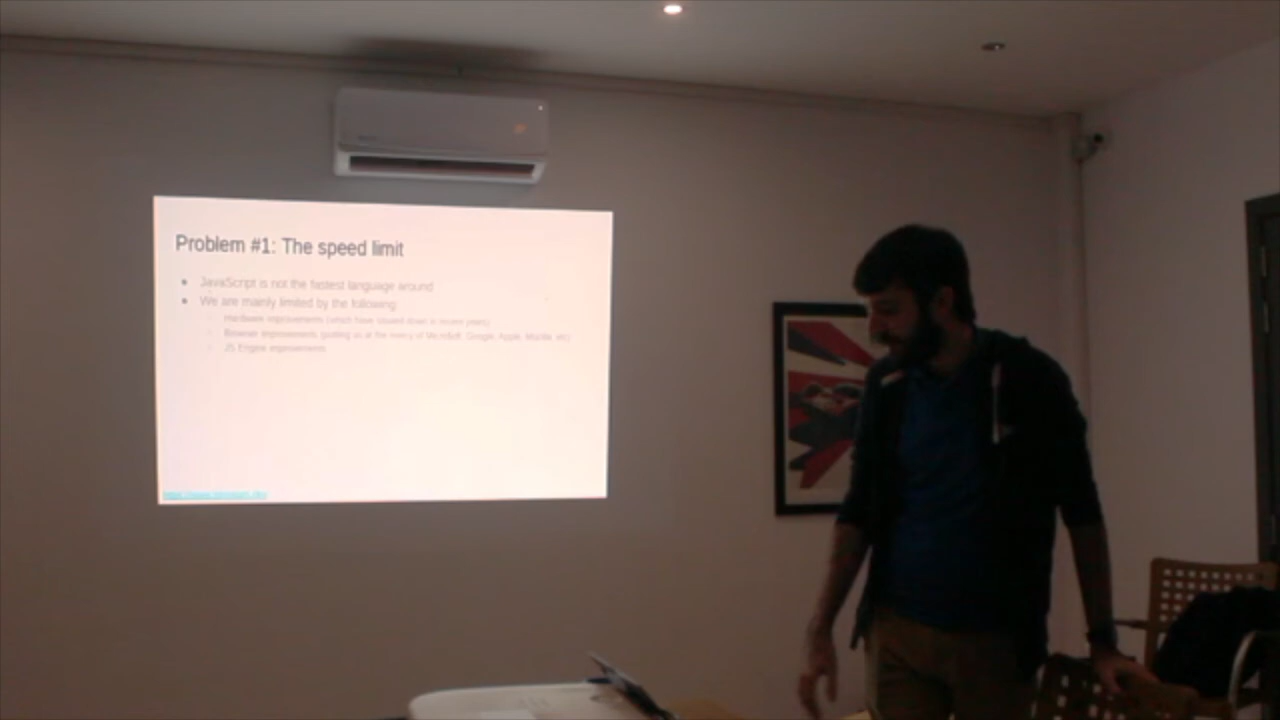 Problem #1: The speed limit
JavaScript is not the fastest language around
We are mainly limited by the following:
Hardware improvements (which have slowed down in recent years)
Browser improvements (putting us at the mercy of Microsoft, Google, Apple, Mozilla, etc)
JS Engine improvements